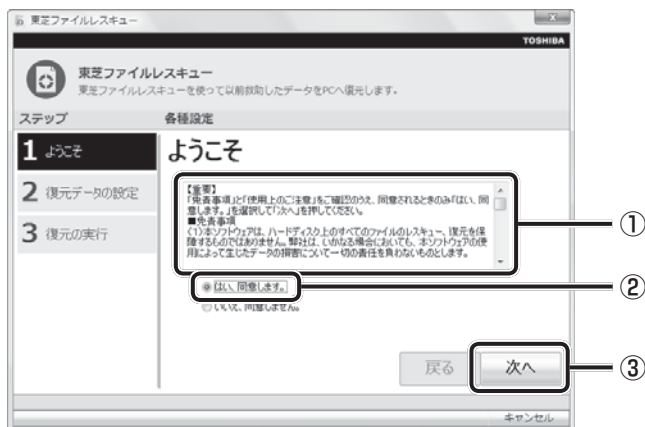 東芝ファイルレスキュー
TOSHIBA
東芝ファイルレスキュー
東芝ファイルレスキューを使って以前救助したデータをPCへ復元します。
ステップ
各種設定
1 ようこそ
2 復元データの設定
3 復元の実行
ようこそ
【重要】
「免責事項」と「使用上のご注意」をご確認のうえ、同意されるときのみ「はい、同
意します。」を選択して「次へ」を押してください。
■免責事項
(1)本ソフトウェアは、ハードディスク上のすべてのファイルのレスキュー、復元を保
障するものではありません。弊社は、いかなる場合においても、本ソフトウェアの使
用によって生じたデータの損害について一切の責任を負わないものとします。
①
はい、同意します。
②
いいえ、同意しません。
戻る
次へ
③
キャンセル